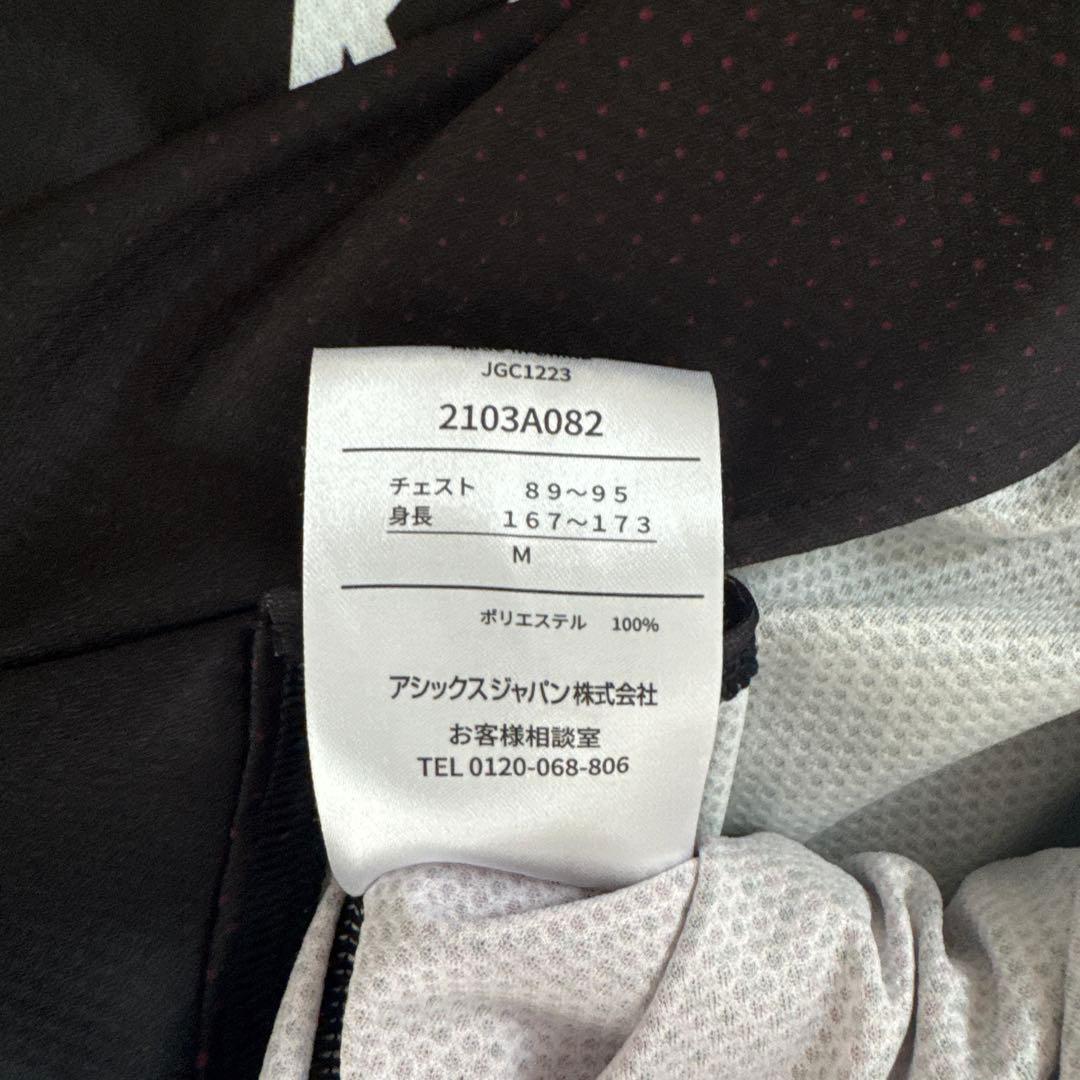 JGC1223
2103A082
チェスト ８９～９５
身長 １６７～１７３
M
ポリエステル 100%
アシックスジャパン株式会社
お客様相談室
TEL 0120-068-806